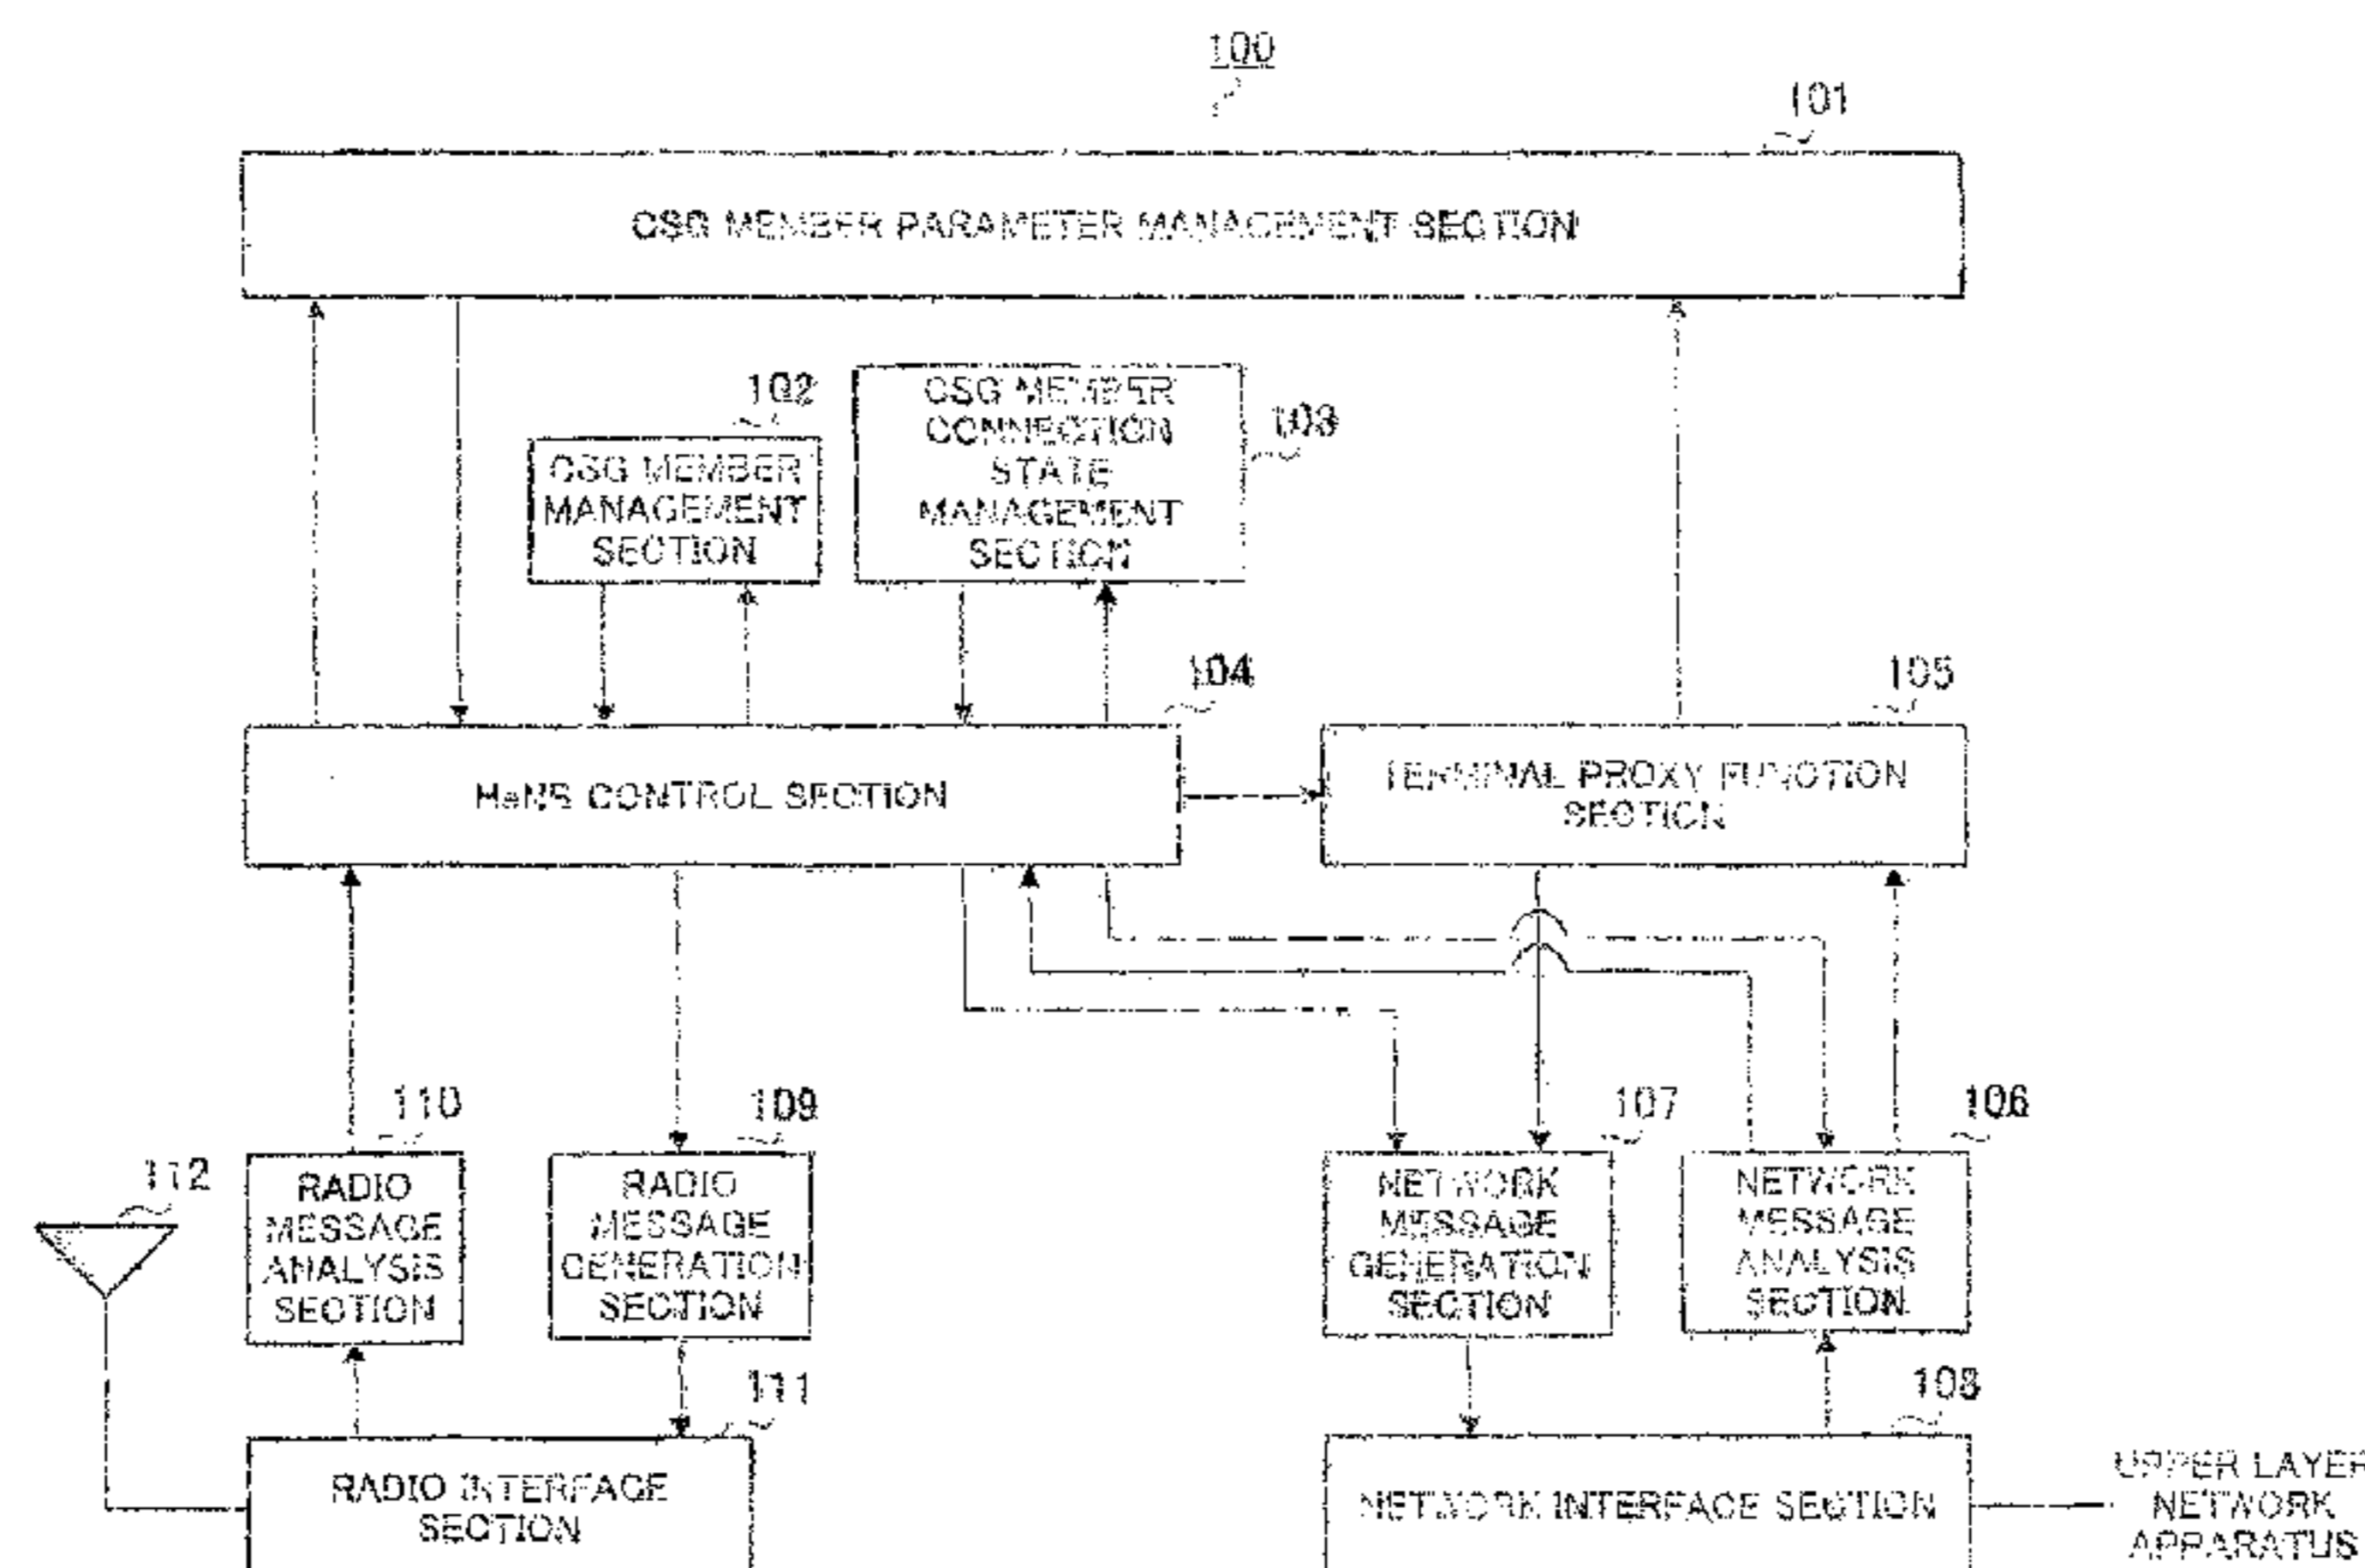 100
101
CSG MEMBER PARAMETER MANAGEMENT SECTION
102
CSG MEMBER
MANAGEMENT
SECTION
CSG MEMBER
CONNECTION
STATE
MANAGEMENT
SECTION
103
104
HeNB CONTROL SECTION
105
TERMINAL PROXY FUNCTION
SECTION
110
RADIO
MESSAGE
ANALYSIS
SECTION
109
RADIO
MESSAGE
GENERATION
SECTION
107
NETWORK
MESSAGE
GENERATION
SECTION
106
NETWORK
MESSAGE
ANALYSIS
SECTION
112
111
RADIO INTERFACE
SECTION
108
NETWORK INTERFACE SECTION
UPPER LAYER
NETWORK
APPARATUS